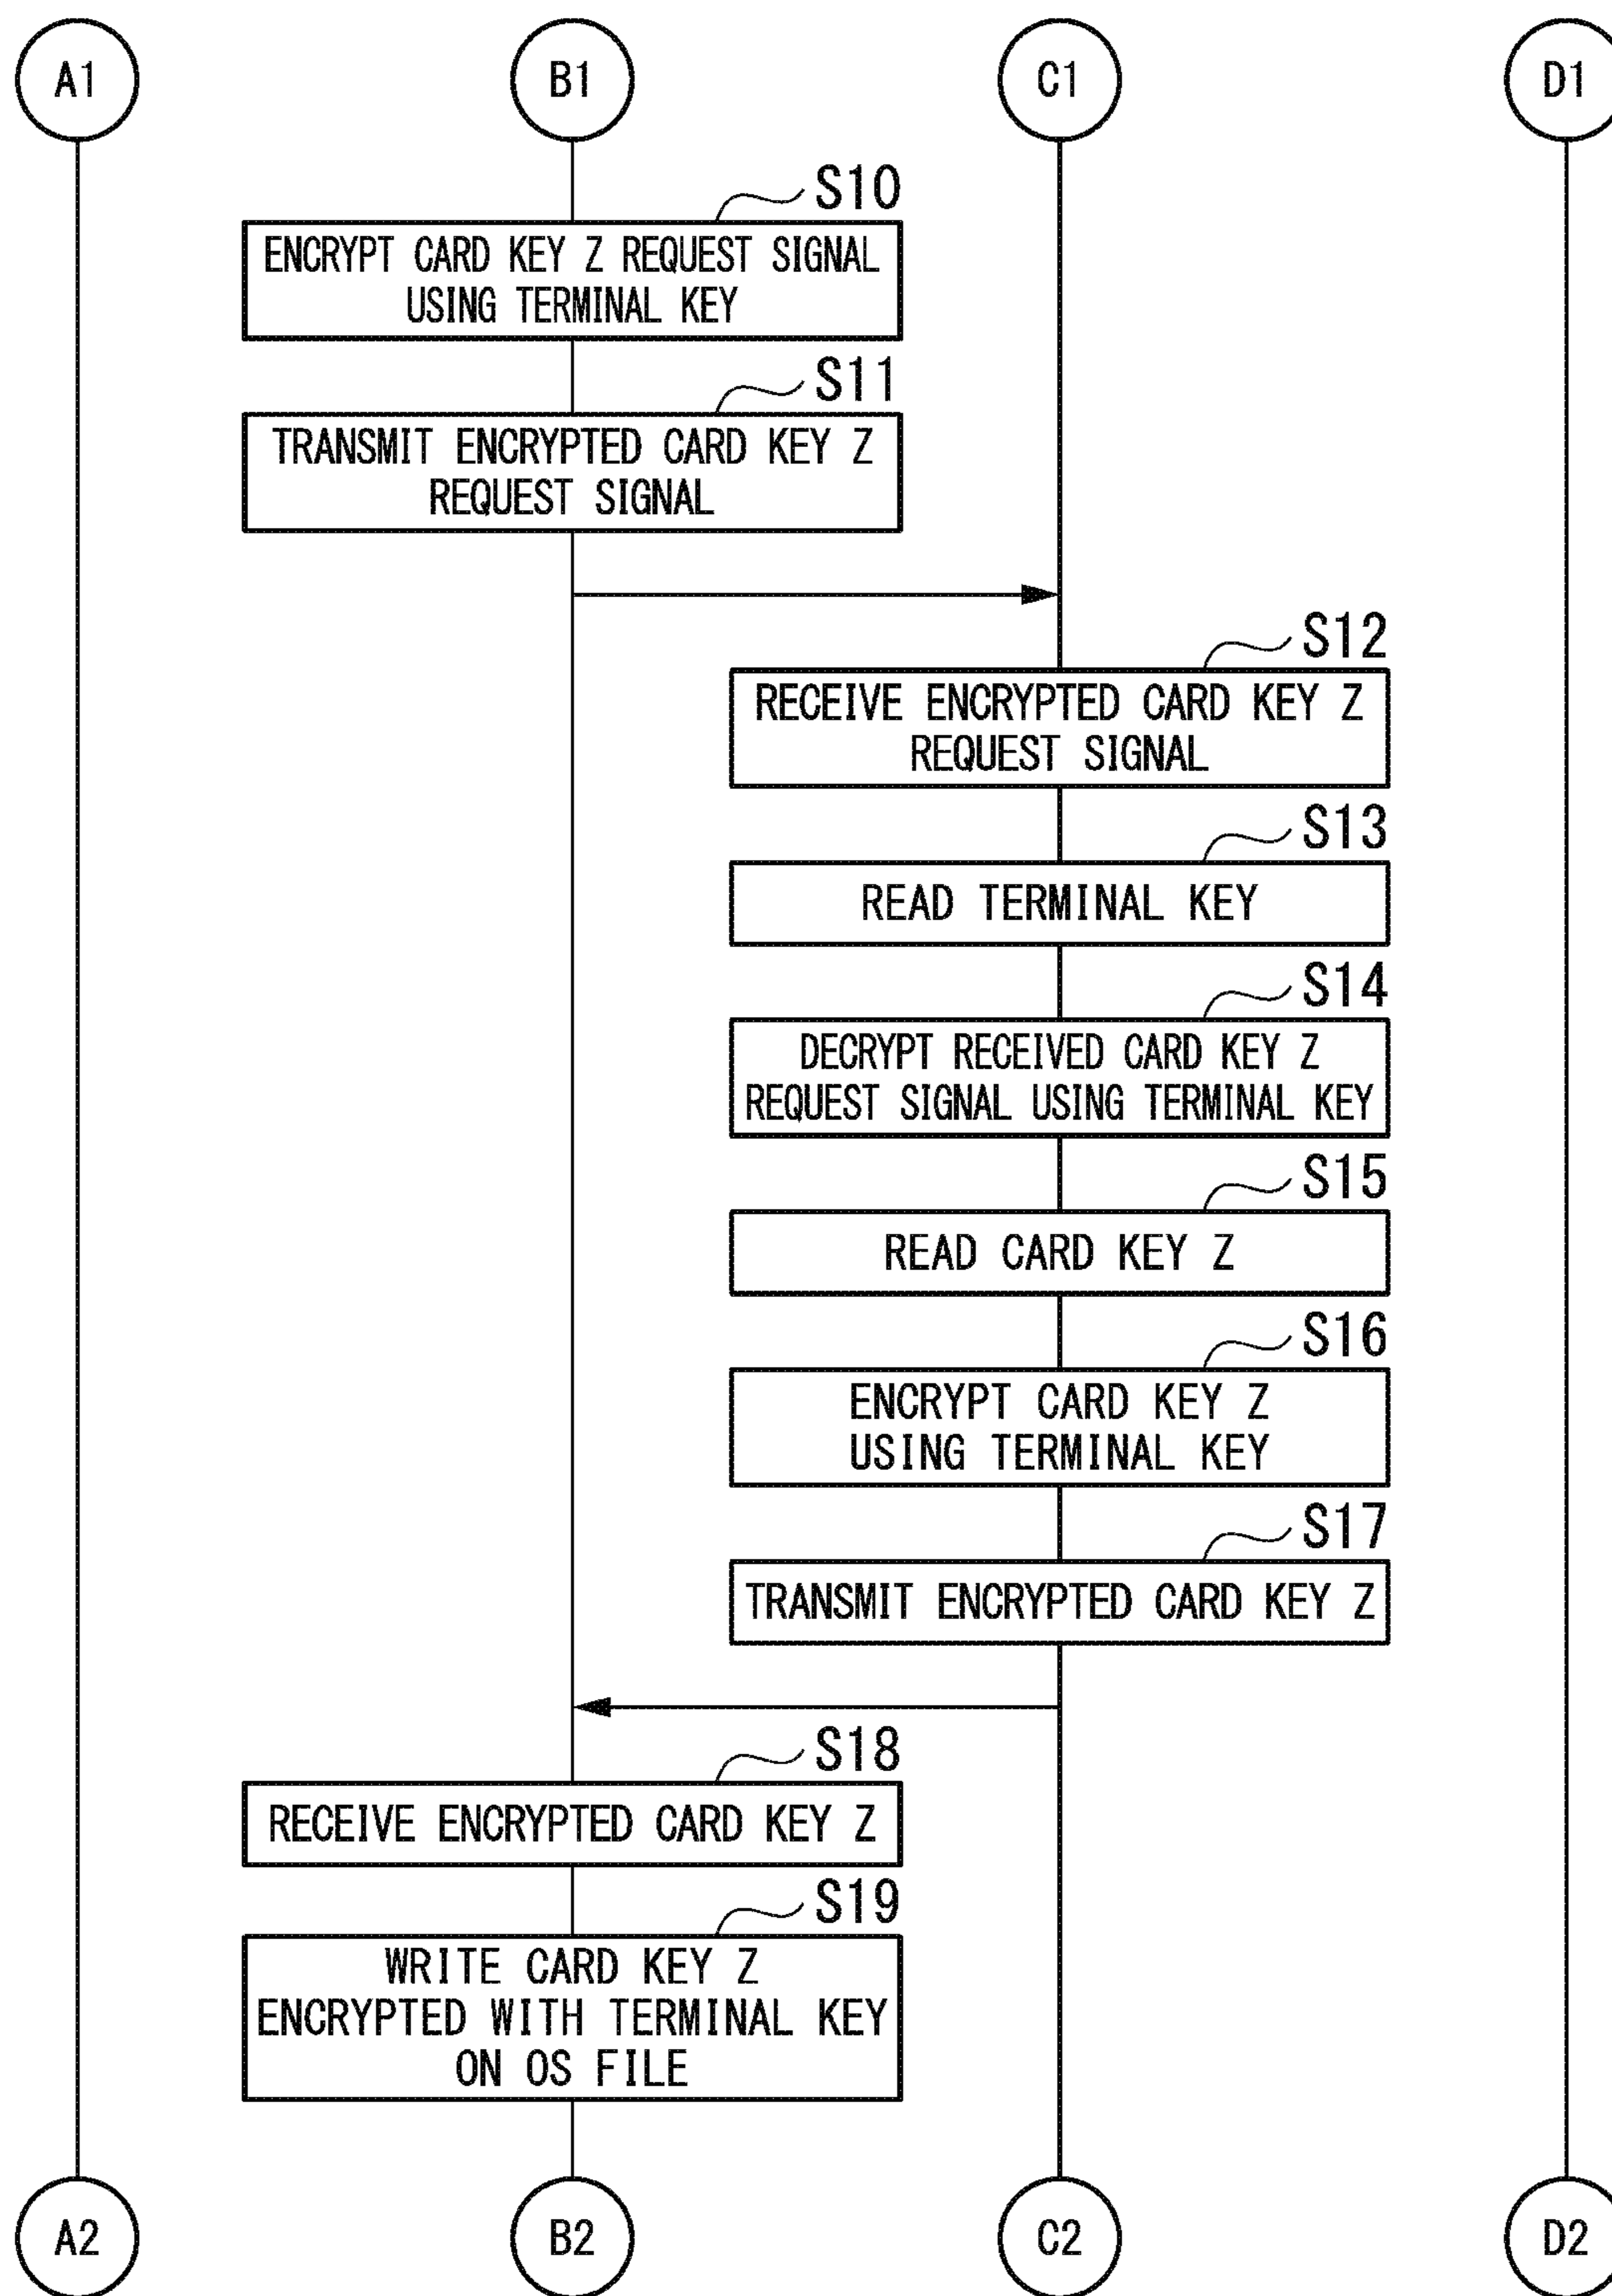 A1
B1
C1
D1
S10
ENCRYPT CARD KEY Z REQUEST SIGNAL
USING TERMINAL KEY
S11
TRANSMIT ENCRYPTED CARD KEY Z
REQUEST SIGNAL
S12
RECEIVE ENCRYPTED CARD KEY Z
REQUEST SIGNAL
S13
READ TERMINAL KEY
S14
DECRYPT RECEIVED CARD KEY Z
REQUEST SIGNAL USING TERMINAL KEY
S15
READ CARD KEY Z
S16
ENCRYPT CARD KEY Z
USING TERMINAL KEY
S17
TRANSMIT ENCRYPTED CARD KEY Z
S18
RECEIVE ENCRYPTED CARD KEY Z
S19
WRITE CARD KEY Z
ENCRYPTED WITH TERMINAL KEY
ON OS FILE
A2
B2
C2
D2